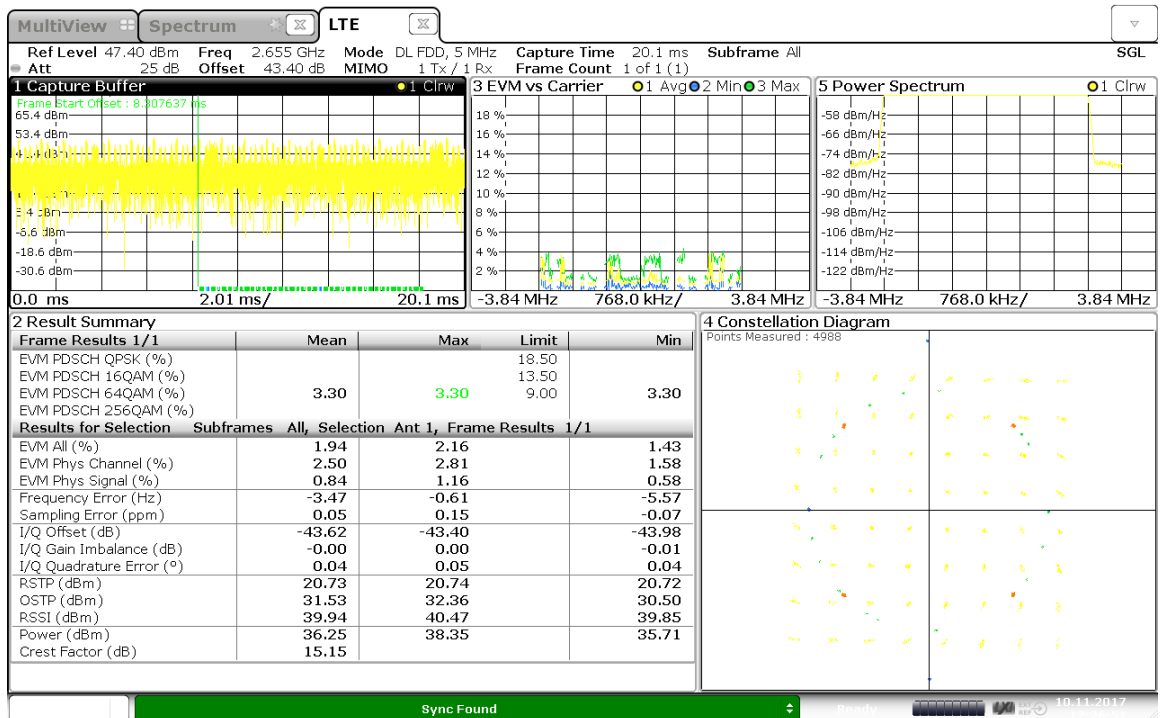 MultiView Spectrum LTE
Ref Level 47.40 dBm Freq 2.655 GHz Mode DL FDD, 5 MHz Capture Time 20.1 ms Subframe All SGL
Att 25 dB Offset 43.40 dB MIMO 1 Tx / 1 Rx Frame Count 1 of 1 (1)
1 Capture Buffer 1 Clrw
Frame Start Offset : 8.307637 ms
65.4 dBm
53.4 dBm
-6.6 dBm
-18.6 dBm
-30.6 dBm
0.0 ms 2.01 ms/ 20.1 ms
3 EVM vs Carrier 1 Avg 2 Min 3 Max
18 %
16 %
14 %
12 %
10 %
8 %
6 %
4 %
2 %
-3.84 MHz 768.0 kHz/ 3.84 MHz
5 Power Spectrum 1 Clrw
-58 dBm/Hz
-66 dBm/Hz
-74 dBm/Hz
-82 dBm/Hz
-90 dBm/Hz
-98 dBm/Hz
-106 dBm/Hz
-114 dBm/Hz
-122 dBm/Hz
-3.84 MHz 768.0 kHz/ 3.84 MHz
2 Result Summary
Frame Results 1/1 Mean Max Limit Min
EVM PDSCH QPSK (%) 18.50
EVM PDSCH 16QAM (%) 13.50
EVM PDSCH 64QAM (%) 3.30 3.30 9.00 3.30
EVM PDSCH 256QAM (%)
Results for Selection Subframes All, Selection Ant 1, Frame Results 1/1
EVM All (%) 1.94 2.16 1.43
EVM Phys Channel (%) 2.50 2.81 1.58
EVM Phys Signal (%) 0.84 1.16 0.58
Frequency Error (Hz) -3.47 -0.61 -5.57
Sampling Error (ppm) 0.05 0.15 -0.07
I/Q Offset (dB) -43.62 -43.40 -43.98
I/Q Gain Imbalance (dB) -0.00 0.00 -0.01
I/Q Quadrature Error (º) 0.04 0.05 0.04
RSTP (dBm) 20.73 20.74 20.72
OSTP (dBm) 31.53 32.36 30.50
RSSI (dBm) 39.94 40.47 39.85
Power (dBm) 36.25 38.35 35.71
Crest Factor (dB) 15.15
4 Constellation Diagram
Points Measured : 4988
Sync Found Ready EXT REF 10.11.2017